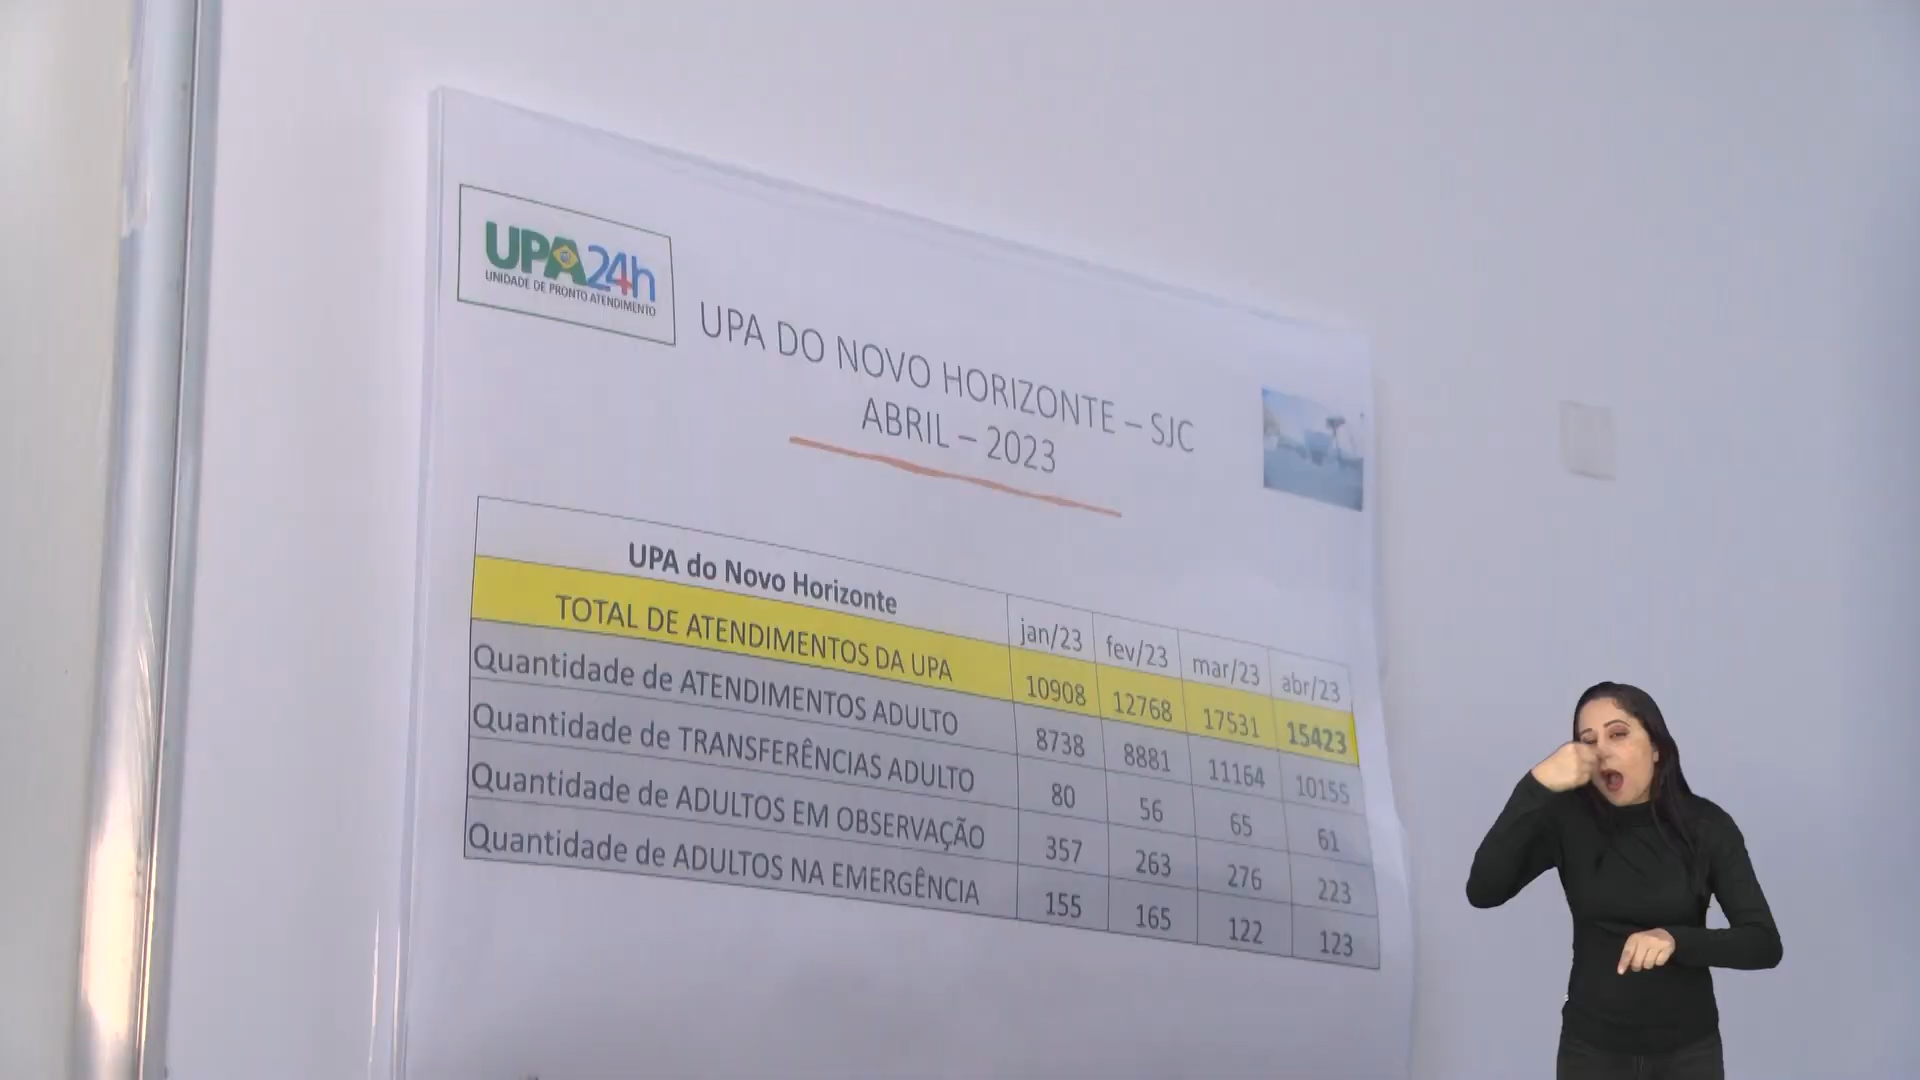 UPA24h
UNIDADE DE PRONTO ATENDIMENTO
UPA DO NOVO HORIZONTE – SJC
ABRIL – 2023
UPA do Novo Horizonte jan/23 fev/23 mar/23 abr/23
TOTAL DE ATENDIMENTOS DA UPA 10908 12768 17531 15423
Quantidade de ATENDIMENTOS ADULTO 8738 8881 11164 10155
Quantidade de TRANSFERÊNCIAS ADULTO 80 56 65 61
Quantidade de ADULTOS EM OBSERVAÇÃO 357 263 276 223
Quantidade de ADULTOS NA EMERGÊNCIA 155 165 122 123